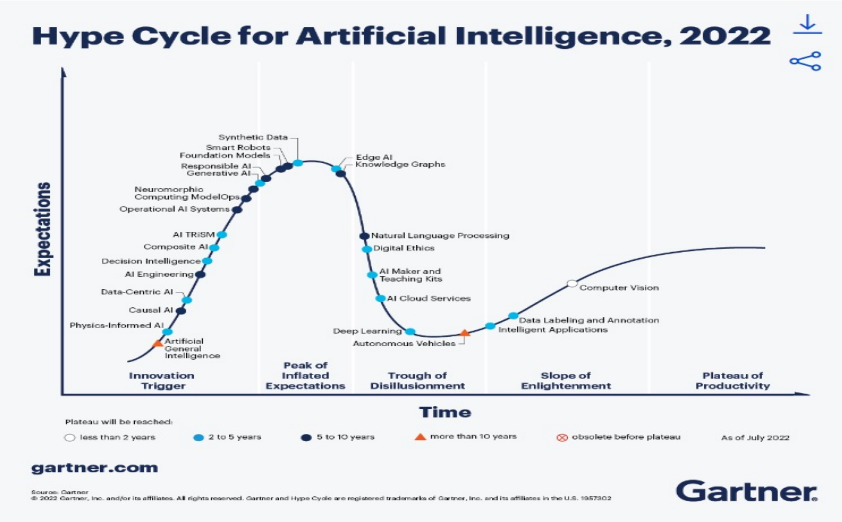 Hype Cycle for Artificial Intelligence, 2022
Expectations
Synthetic Data
Smart Robots
Foundation Models
Responsible AI
Generative AI
Neuromorphic
Computing
ModelOps
Operational AI Systems
AI TRiSM
Composite AI
Decision Intelligence
AI Engineering
Data-Centric AI
Causal AI
Physics-Informed AI
Artificial
General
Intelligence
Edge AI
Knowledge Graphs
Natural Language Processing
Digital Ethics
AI Maker and
Teaching Kits
AI Cloud Services
Deep Learning
Autonomous Vehicles
Data Labeling and Annotation
Intelligent Applications
Computer Vision
Innovation
Trigger
Peak of
Inflated
Expectations
Trough of
Disillusionment
Slope of
Enlightenment
Plateau of
Productivity
Time
Plateau will be reached:
less than 2 years
2 to 5 years
5 to 10 years
more than 10 years
obsolete before plateau
As of July 2022
gartner.com
Source: Gartner
© 2022 Gartner, Inc. and/or its affiliates. All rights reserved. Gartner and Hype Cycle are registered trademarks of Gartner, Inc. and its affiliates in the U.S. 1957302
Gartner®